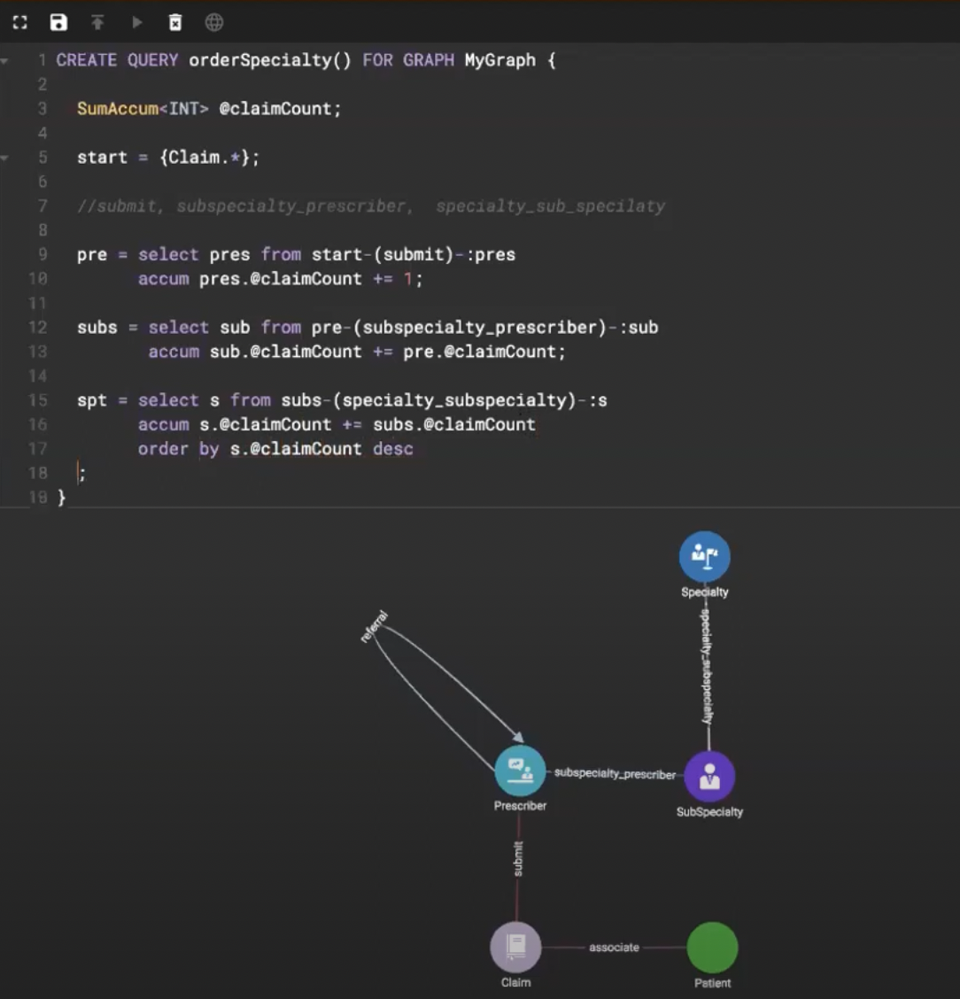 1 CREATE QUERY orderSpecialty() FOR GRAPH MyGraph {
2
3 SumAccum<INT> @claimCount;
4
5 start = {Claim.*};
6
7 //submit, subspecialty_prescriber, specialty_sub_specilaty
8
9 pre = select pres from start-(submit)-:pres
10 accum pres.@claimCount += 1;
11
12 subs = select sub from pre-(subspecialty_prescriber)-:sub
13 accum sub.@claimCount += pre.@claimCount;
14
15 spt = select s from subs-(specialty_subspecialty)-:s
16 accum s.@claimCount += subs.@claimCount
17 order by s.@claimCount desc
18 ;
19 }
Specialty
referral
specialty_subspecialty
subspecialty_prescriber
Prescriber
SubSpecialty
submit
associate
Claim
Patient